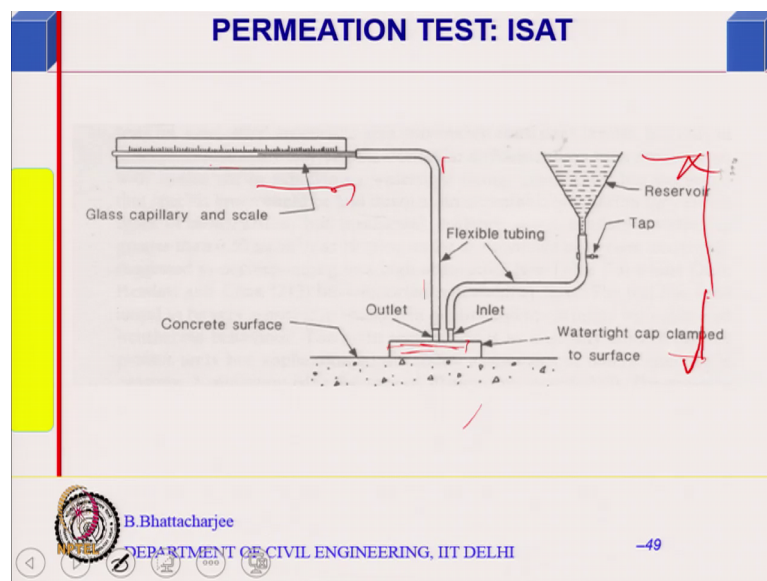 PERMEATION TEST: ISAT
Reservoir
Glass capillary and scale
Tap
Flexible tubing
Outlet
Inlet
Concrete surface
Watertight cap clamped
to surface
B.Bhattacharjee
NPTEL
DEPARTMENT OF CIVIL ENGINEERING, IIT DELHI
–49